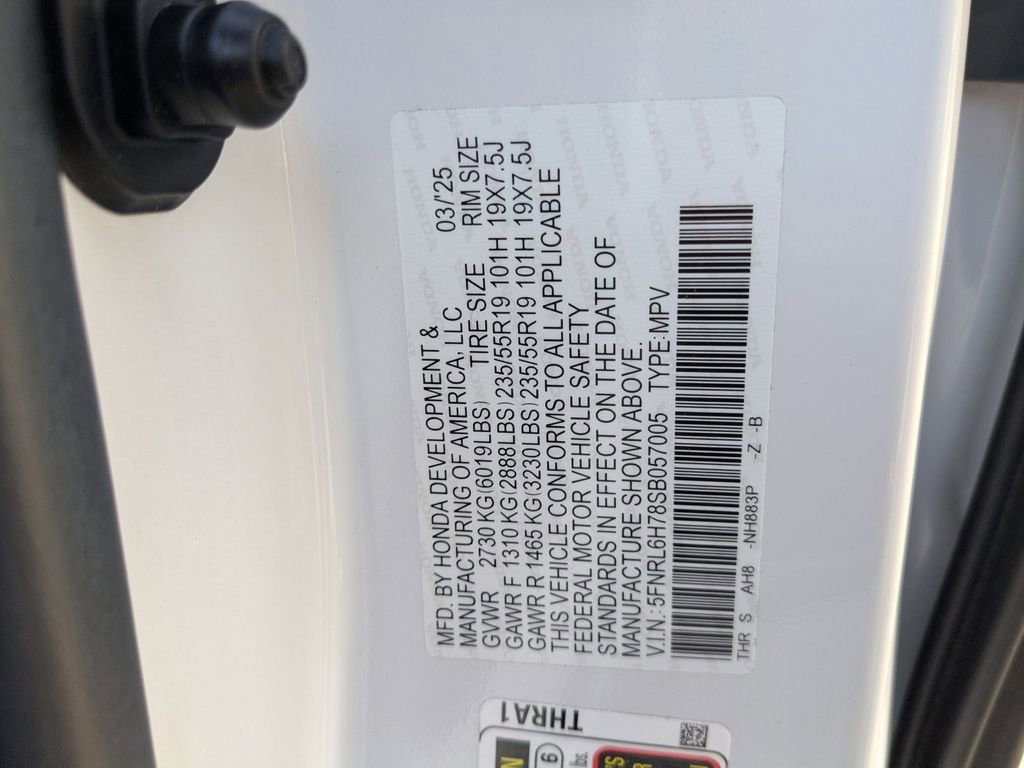 MFD. BY HONDA DEVELOPMENT &
MANUFACTURING OF AMERICA, LLC 03/'25
GVWR 2730 KG(6019LBS) TIRE SIZE RIM SIZE
GAWR F 1310 KG(2888LBS) 235/55R19 101H 19X7.5J
GAWR R 1465 KG(3230LBS) 235/55R19 101H 19X7.5J
THIS VEHICLE CONFORMS TO ALL APPLICABLE
FEDERAL MOTOR VEHICLE SAFETY
STANDARDS IN EFFECT ON THE DATE OF
MANUFACTURE SHOWN ABOVE.
V.I.N.:5FNRL6H78SB057005 TYPE:MPV
THR S AH8 -NH883P -Z -B
THRA1
6
lbs.